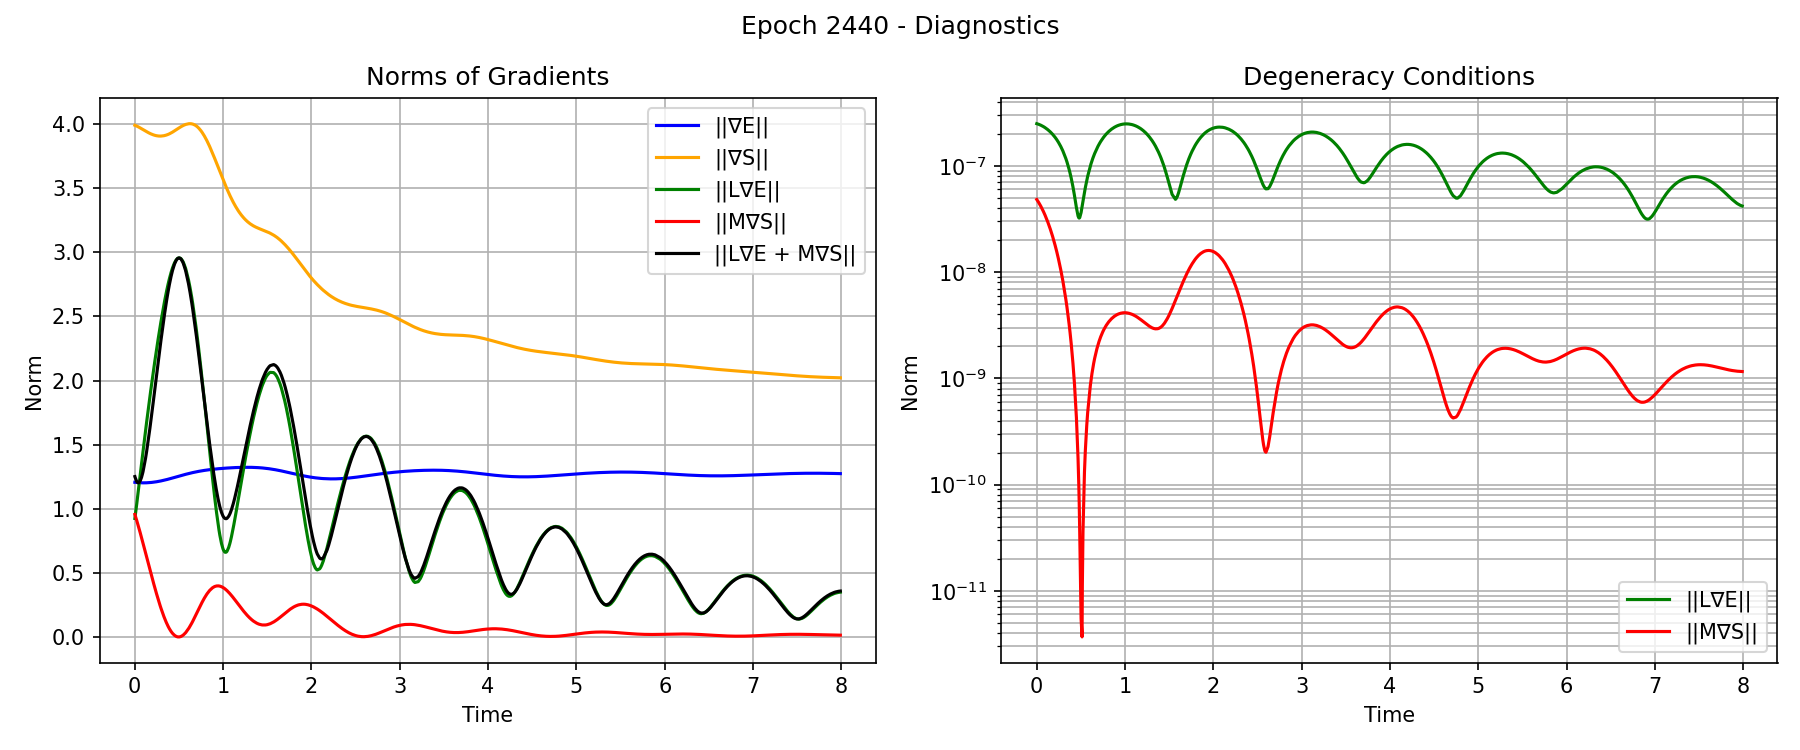 Epoch 2440 - Diagnostics
Norms of Gradients
4.0
3.5
3.0
2.5
2.0
1.5
1.0
0.5
0.0
Norm
0 1 2 3 4 5 6 7 8
Time
||∇E||
||∇S||
||L∇E||
||M∇S||
||L∇E + M∇S||
Degeneracy Conditions
10⁻⁷
10⁻⁸
10⁻⁹
10⁻¹⁰
10⁻¹¹
Norm
0 1 2 3 4 5 6 7 8
Time
||L∇E||
||M∇S||